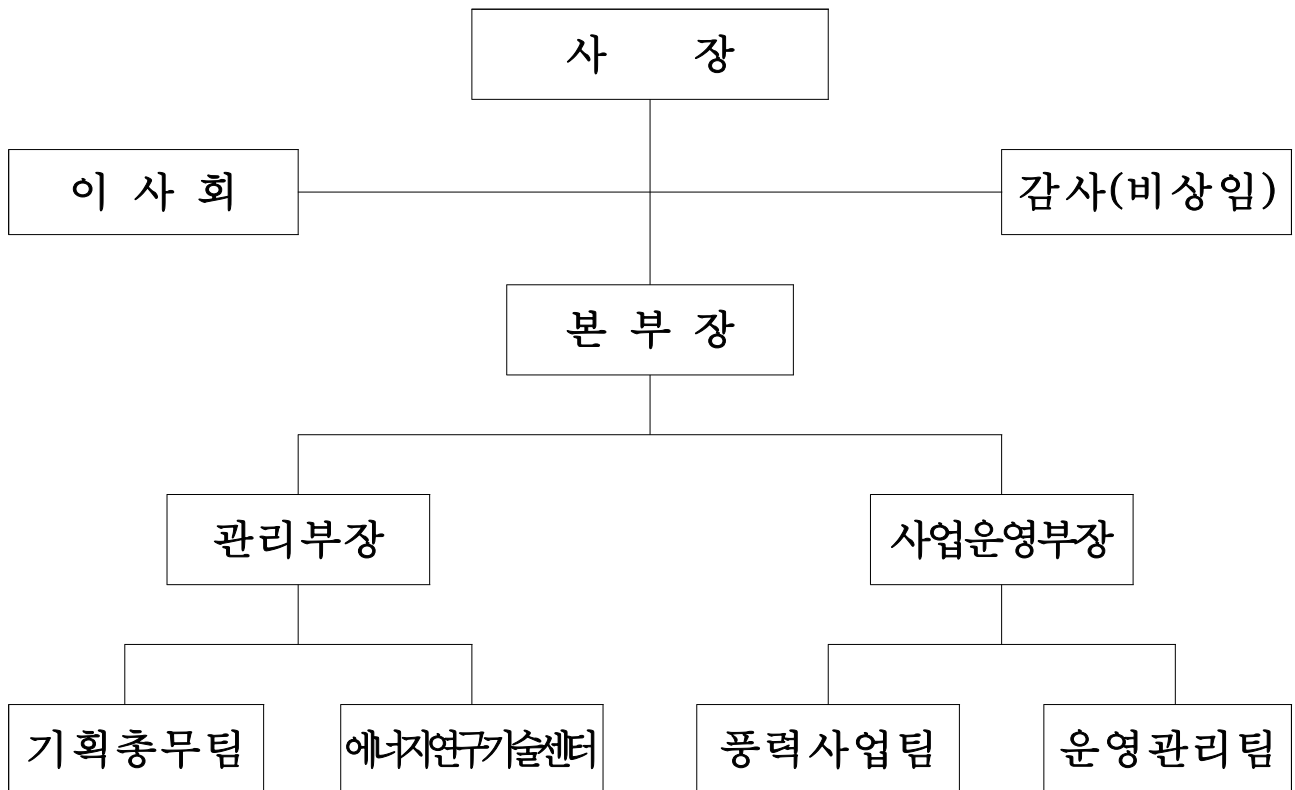 사 장
이 사 회
감사(비상임)
본 부 장
관리부장
사업운영부장
기획총무팀
에너지연구기술센터
풍력사업팀
운영관리팀